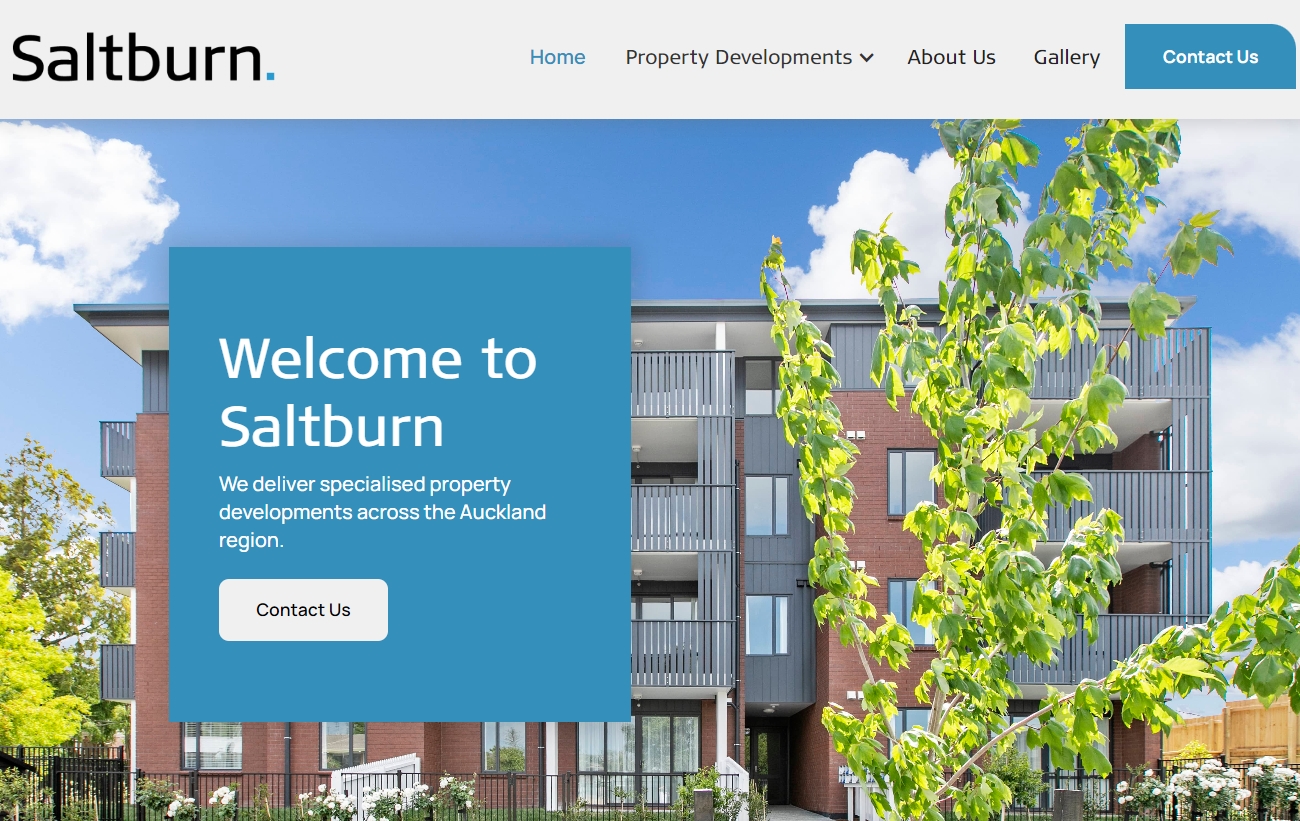 Saltburn.
Home
Property Developments
About Us
Gallery
Contact Us
Welcome to
Saltburn
We deliver specialised property
developments across the Auckland
region.
Contact Us